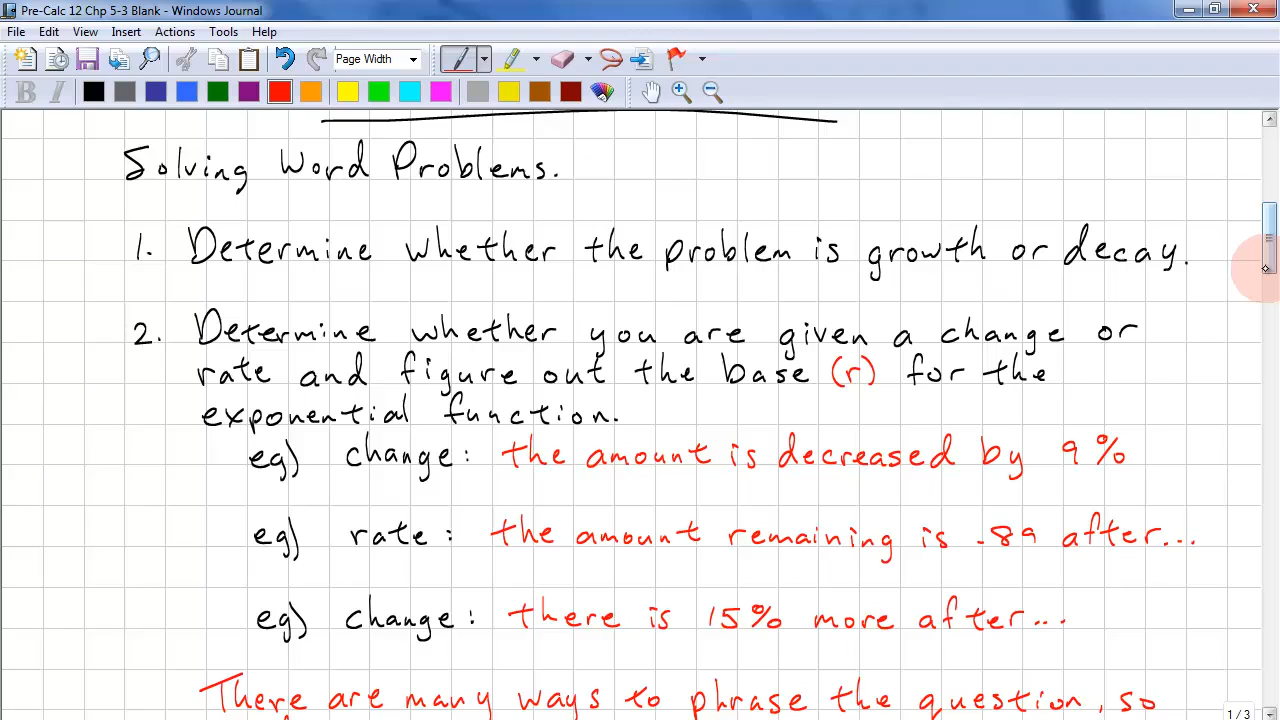 Pre-Calc 12 Chp 5-3 Blank - Windows Journal
File Edit View Insert Actions Tools Help
Page Width
B I
Solving Word Problems.
1. Determine whether the problem is growth or decay.
2. Determine whether you are given a change or
rate and figure out the base (r) for the
exponential function.
eg) change: the amount is decreased by 9%
eg) rate: the amount remaining is .89 after...
eg) change: there is 15% more after...
There are many ways to phrase the question, so
1/3